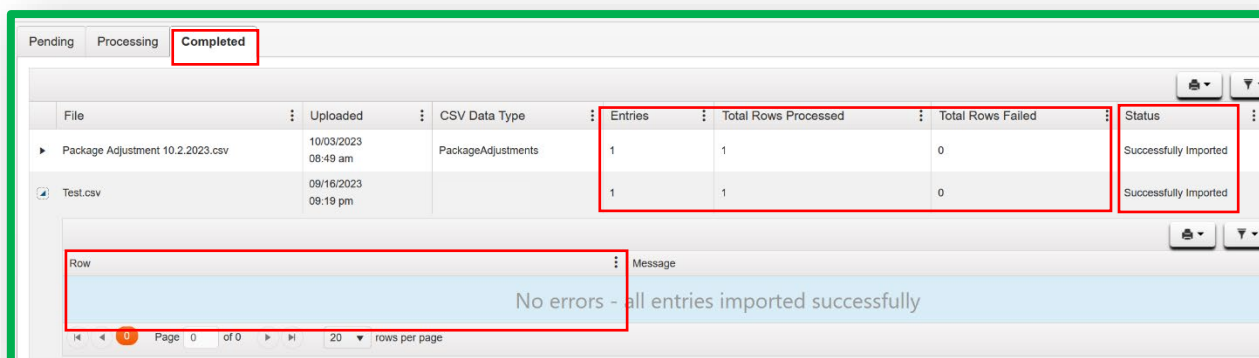 Pending Processing Completed
File Uploaded CSV Data Type Entries Total Rows Processed Total Rows Failed Status
Package Adjustment 10.2.2023.csv 10/03/2023 08:49 am PackageAdjustments 1 1 0 Successfully Imported
Test.csv 09/16/2023 09:19 pm 1 1 0 Successfully Imported
Row Message
No errors - all entries imported successfully
0 Page 0 of 0 20 rows per page